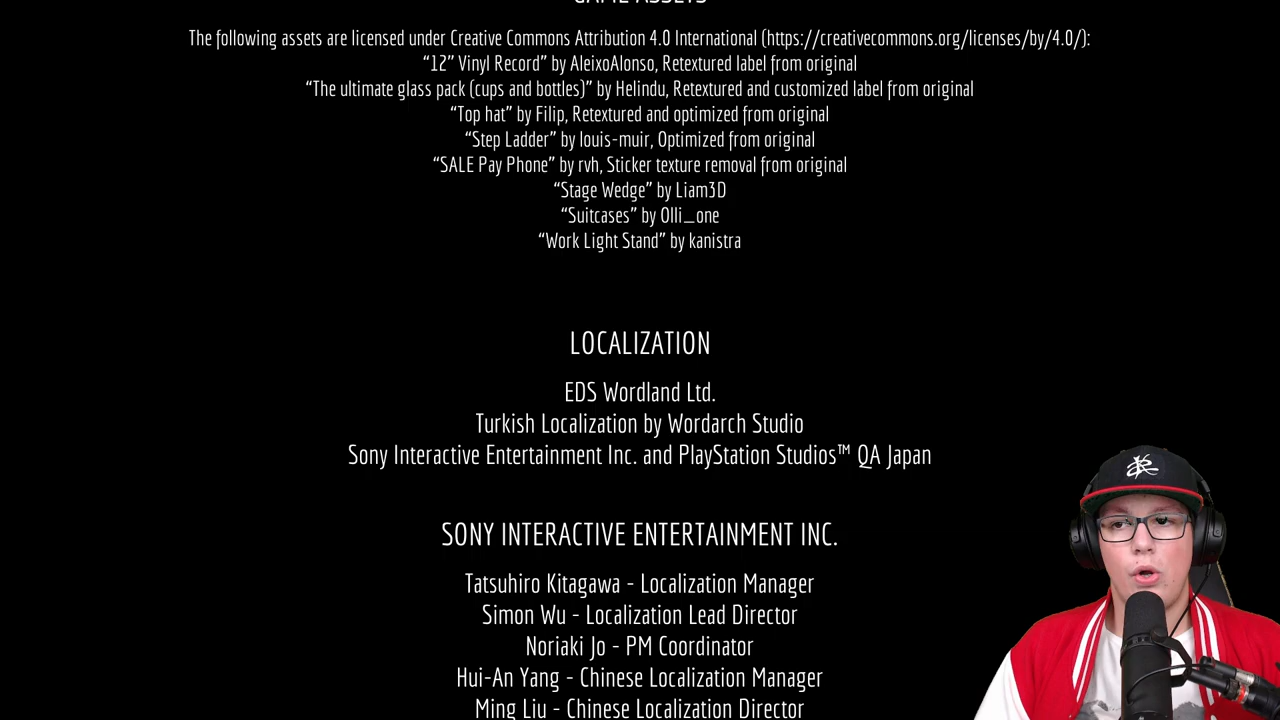 GAME ASSETS
The following assets are licensed under Creative Commons Attribution 4.0 International (https://creativecommons.org/licenses/by/4.0/):
“12” Vinyl Record” by AleixoAlonso, Retextured label from original
“The ultimate glass pack (cups and bottles)” by Helindu, Retextured and customized label from original
“Top hat” by Filip, Retextured and optimized from original
“Step Ladder” by louis-muir, Optimized from original
“SALE Pay Phone” by rvh, Sticker texture removal from original
“Stage Wedge” by Liam3D
“Suitcases” by Olli_one
“Work Light Stand” by kanistra
LOCALIZATION
EDS Wordland Ltd.
Turkish Localization by Wordarch Studio
Sony Interactive Entertainment Inc. and PlayStation Studios™ QA Japan
SONY INTERACTIVE ENTERTAINMENT INC.
Tatsuhiro Kitagawa - Localization Manager
Simon Wu - Localization Lead Director
Noriaki Jo - PM Coordinator
Hui-An Yang - Chinese Localization Manager
Ming Liu - Chinese Localization Director